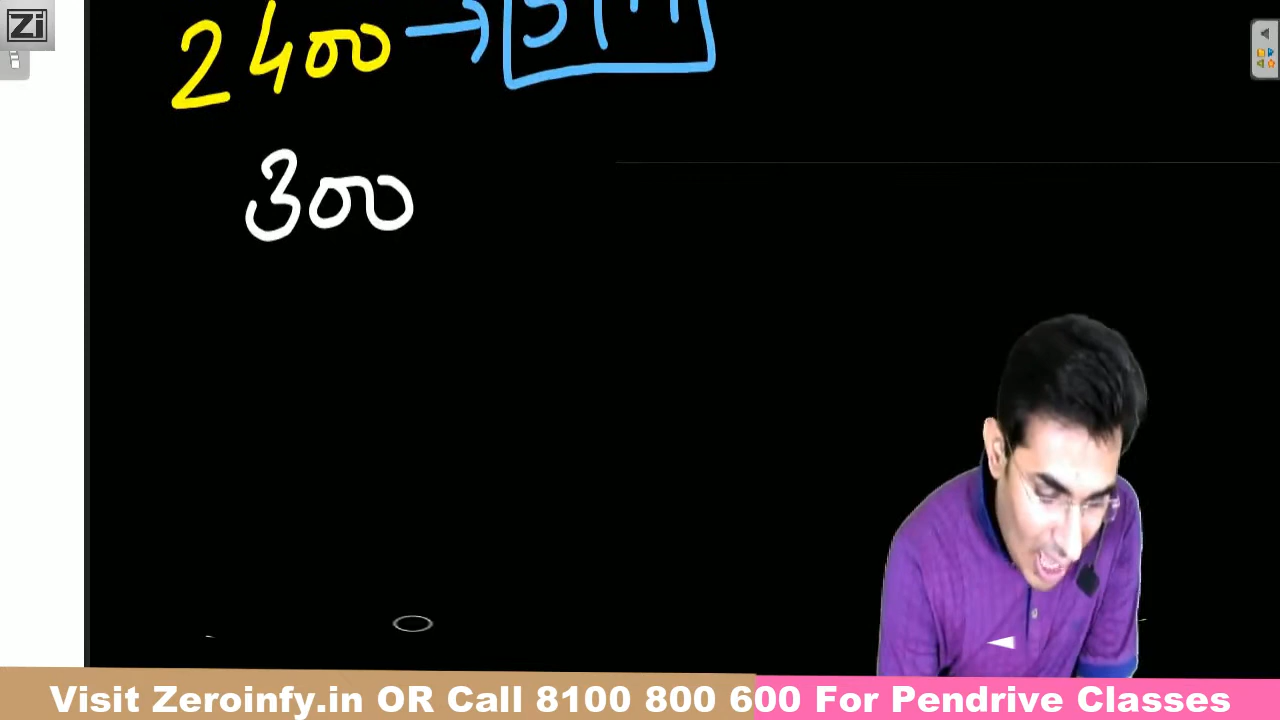 Zi
2400 →
300
Visit Zeroinfy.in OR Call 8100 800 600 For Pendrive Classes